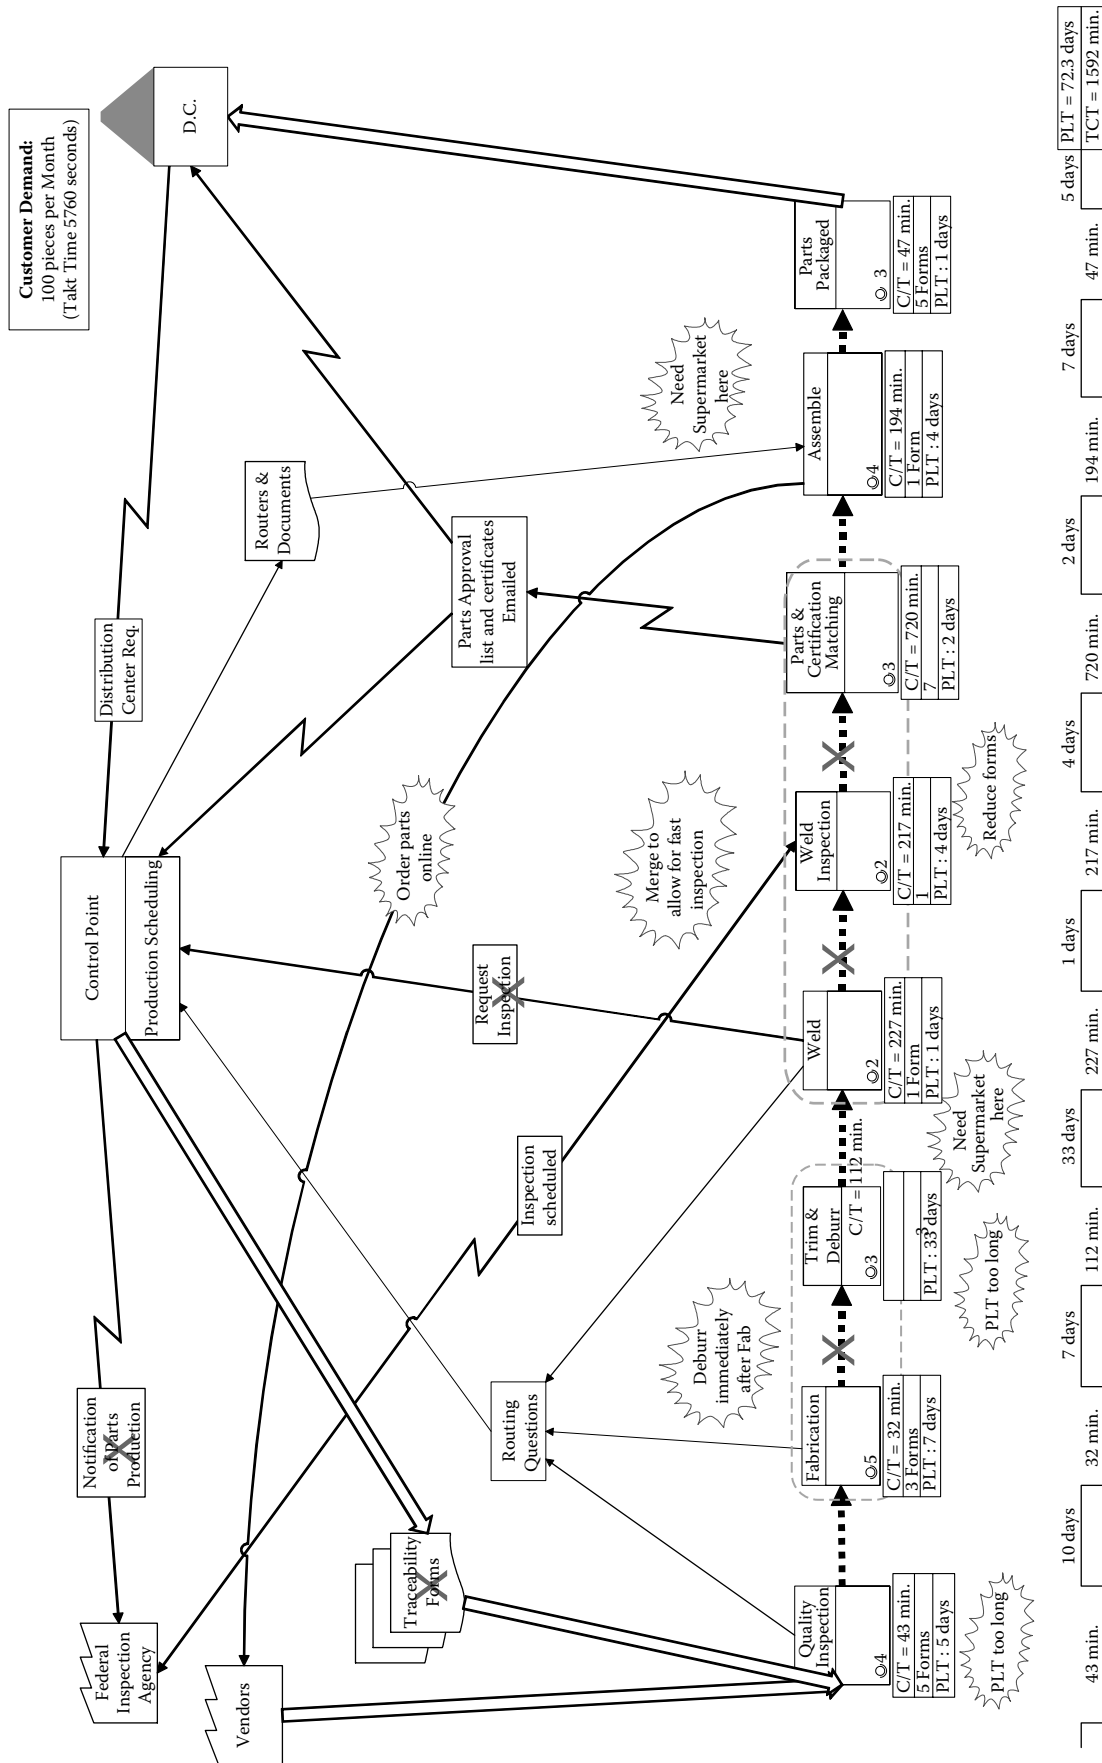 Customer Demand:
100 pieces per Month
(Takt Time 5760 seconds)
D.C.
Distribution
Center Req.
Control Point
Production Scheduling
Notification
of Parts
Production
Federal
Inspection
Agency
Vendors
Traceability
Forms
Routers &
Documents
Parts Approval
list and certificates
Emailed
Order parts
online
Request
Inspection
Inspection
scheduled
Routing
Questions
Deburr
immediately
after Fab
Merge to
allow for fast
inspection
Need
Supermarket
here
Quality
Inspection
4
C/T = 43 min.
5 Forms
PLT : 5 days
PLT too long
Fabrication
5
C/T = 32 min.
3 Forms
PLT : 7 days
Trim &
Deburr
C/T = 112 min.
3
3
PLT : 33 days
PLT too long
Need
Supermarket
here
Weld
2
C/T = 227 min.
1 Form
PLT : 1 days
Weld
Inspection
2
C/T = 217 min.
1
PLT : 4 days
Reduce forms
Parts &
Certification
Matching
3
C/T = 720 min.
7
PLT : 2 days
Assemble
4
C/T = 194 min.
1 Form
PLT : 4 days
Parts
Packaged
3
C/T = 47 min.
5 Forms
PLT : 1 days
43 min.
10 days
32 min.
7 days
112 min.
33 days
227 min.
1 days
217 min.
4 days
720 min.
2 days
194 min.
7 days
47 min.
5 days
PLT = 72.3 days
TCT = 1592 min.